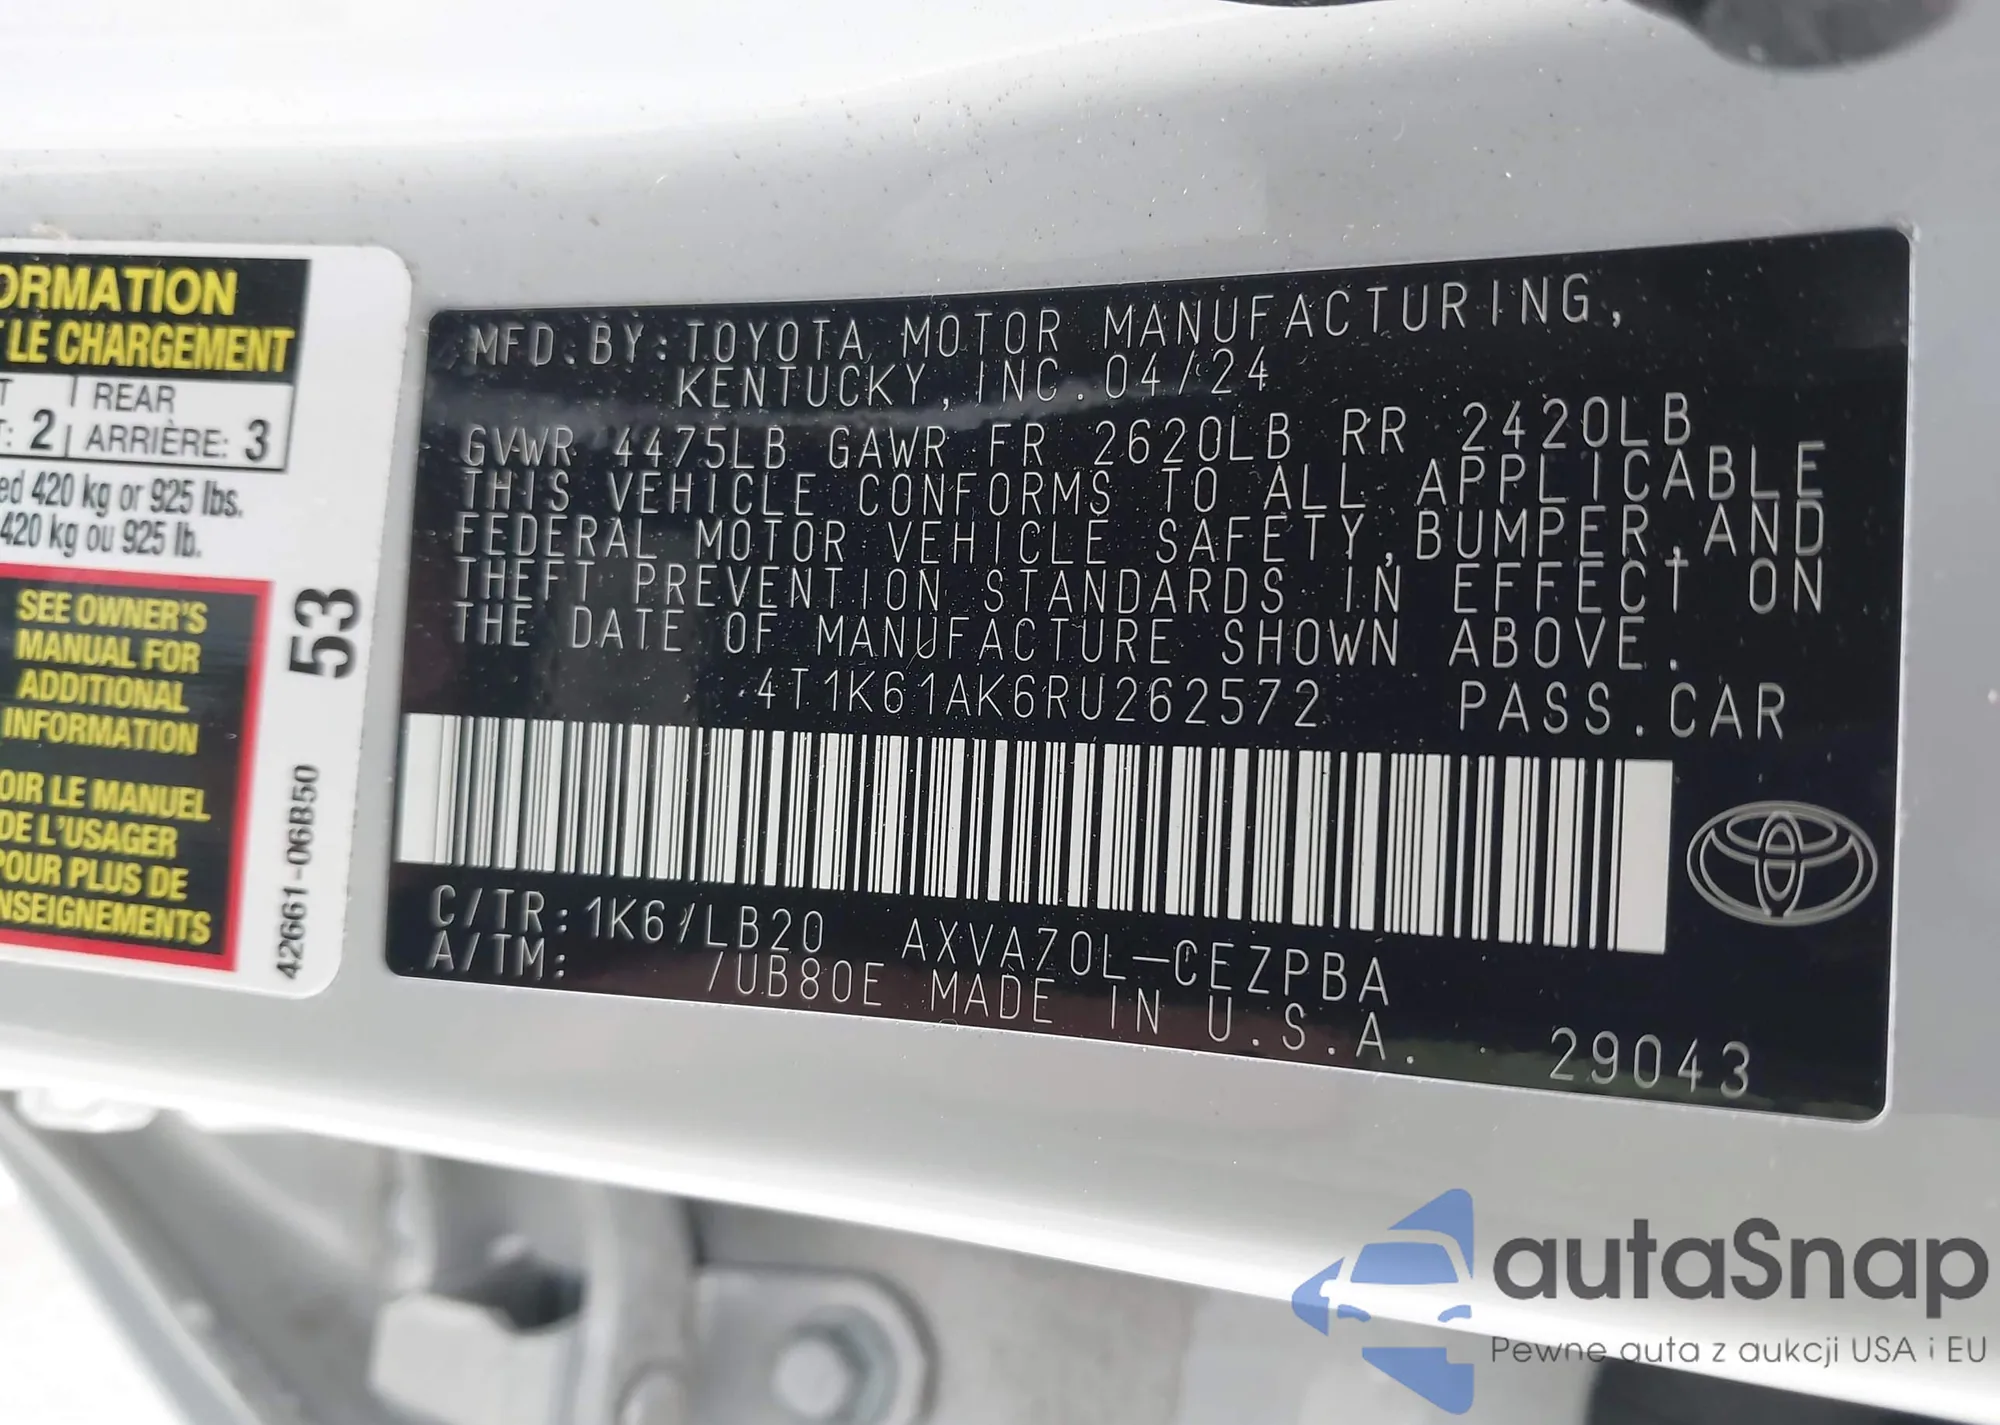 ORMATION
LE CHARGEMENT
REAR
2 ARRIÈRE: 3
420 kg or 925 lbs.
420 kg ou 925 lb.
SEE OWNER'S
MANUAL FOR
ADDITIONAL
INFORMATION
OIR LE MANUEL
DE L'USAGER
POUR PLUS DE
NSEIGNEMENTS
53
42661-06B50
MFD.BY:TOYOTA MOTOR MANUFACTURING,
KENTUCKY, INC. 04/24
GVWR 4475LB GAWR FR 2620LB RR 2420LB
THIS VEHICLE CONFORMS TO ALL APPLICABLE
FEDERAL MOTOR VEHICLE SAFETY,BUMPER,AND
THEFT PREVENTION STANDARDS IN EFFECT ON
THE DATE OF MANUFACTURE SHOWN ABOVE.
4T1K61AK6RU262572 PASS.CAR
C/TR:1K6/LB20 AXVA70L-CEZPBA
A/TM: /UB80E MADE IN U.S.A. 29043
autaSnap
Pewne auta z aukcji USA i EU